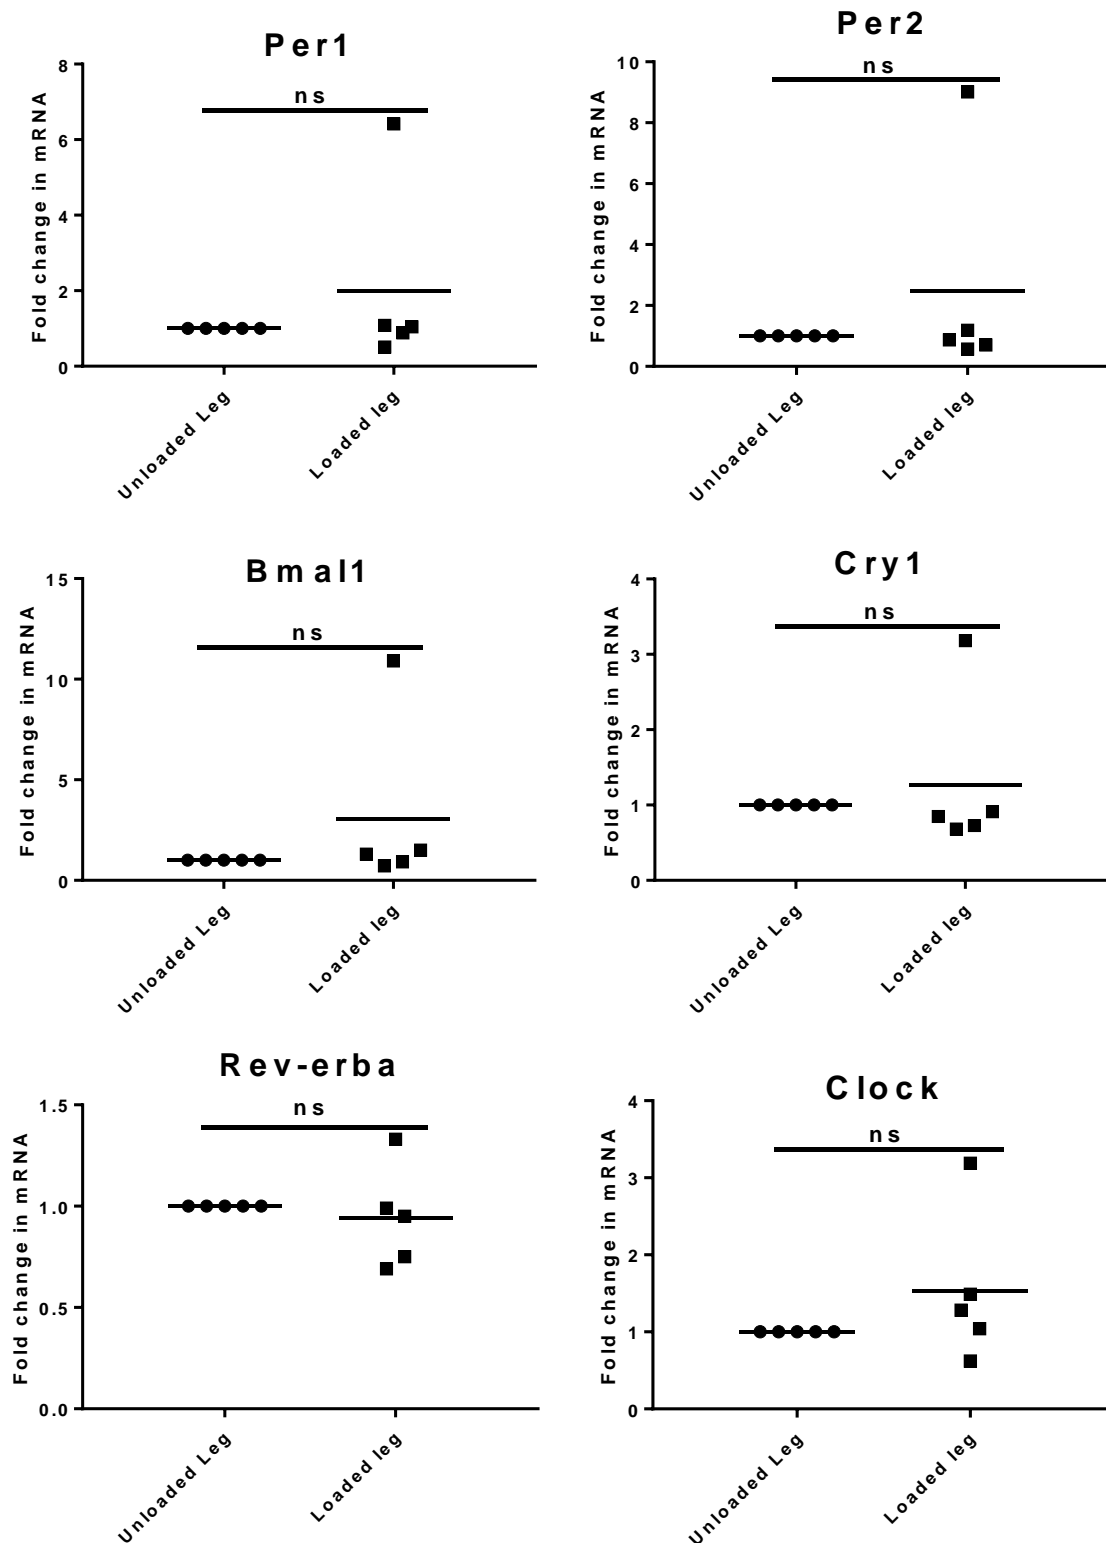 Per1
ns
Fold change in mRNA
8
6
4
2
0
Unloaded Leg
Loaded leg
Per2
ns
Fold change in mRNA
10
8
6
4
2
0
Unloaded Leg
Loaded leg
Bmal1
ns
Fold change in mRNA
15
10
5
0
Unloaded Leg
Loaded leg
Cry1
ns
Fold change in mRNA
4
3
2
1
0
Unloaded Leg
Loaded leg
Rev-erba
ns
Fold change in mRNA
1.5
1.0
0.5
0.0
Unloaded Leg
Loaded leg
Clock
ns
Fold change in mRNA
4
3
2
1
0
Unloaded Leg
Loaded leg